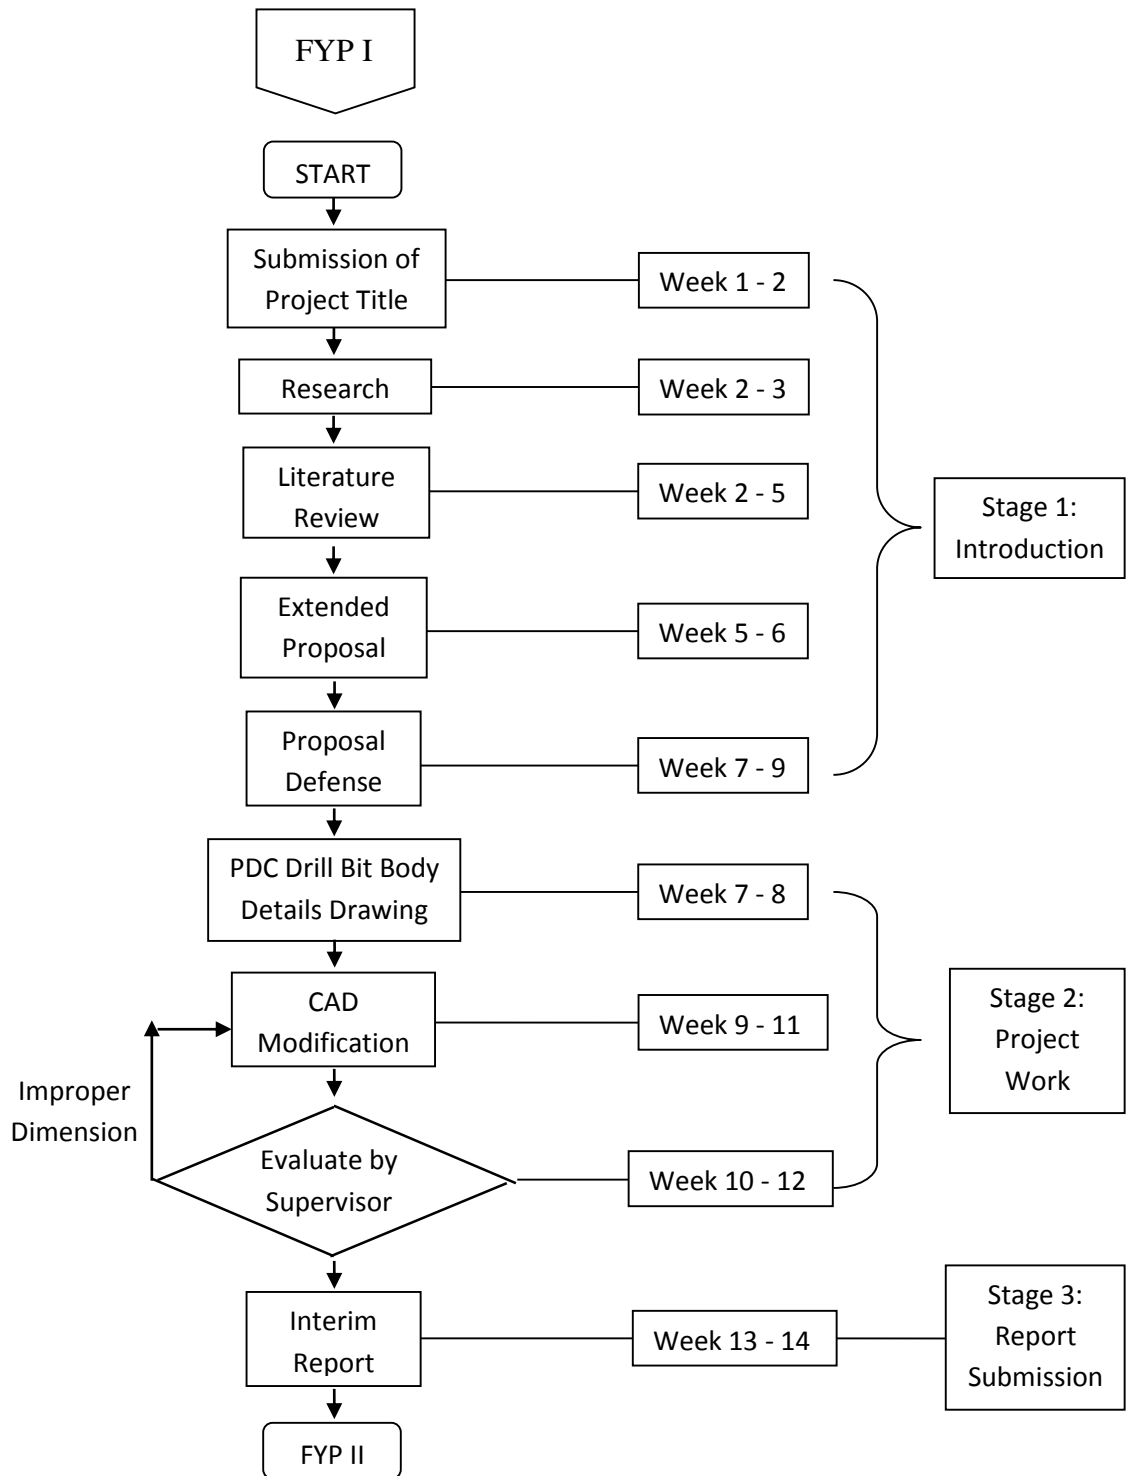 FYP I
START
Submission of
Project Title
Week 1 - 2
Research
Week 2 - 3
Literature
Review
Week 2 - 5
Stage 1:
Introduction
Extended
Proposal
Week 5 - 6
Proposal
Defense
Week 7 - 9
PDC Drill Bit Body
Details Drawing
Week 7 - 8
CAD
Modification
Week 9 - 11
Stage 2:
Project
Work
Improper
Dimension
Evaluate by
Supervisor
Week 10 - 12
Interim
Report
Week 13 - 14
Stage 3:
Report
Submission
FYP II